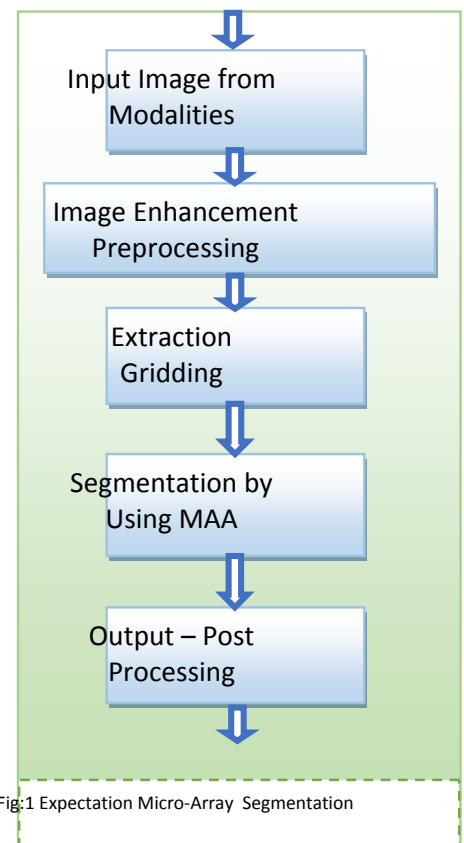 Input Image from
Modalities
Image Enhancement
Preprocessing
Extraction
Gridding
Segmentation by
Using MAA
Output – Post
Processing
Fig:1 Expectation Micro-Array Segmentation